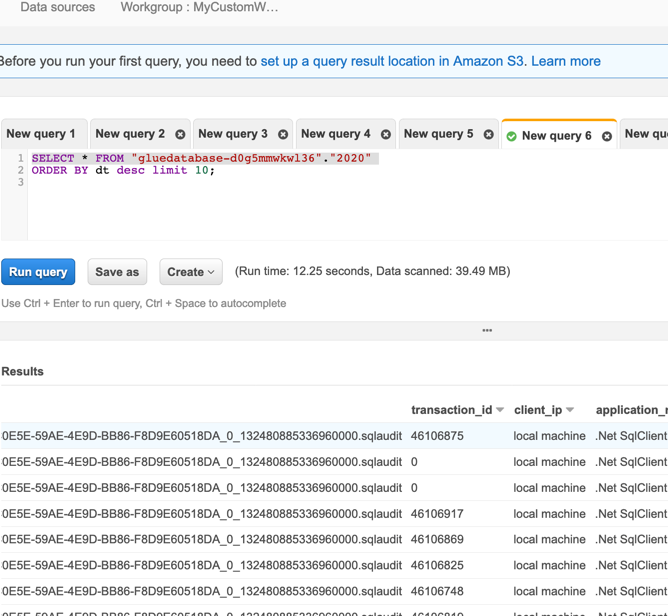 Data sources Workgroup : MyCustomW…
Before you run your first query, you need to set up a query result location in Amazon S3. Learn more
New query 1 New query 2 New query 3 New query 4 New query 5 New query 6 New qu
1 SELECT * FROM "gluedatabase-d0g5mmwkwl36"."2020"
2 ORDER BY dt desc limit 10;
3
Run query Save as Create (Run time: 12.25 seconds, Data scanned: 39.49 MB)
Use Ctrl + Enter to run query, Ctrl + Space to autocomplete
Results
transaction_id client_ip application_
0E5E-59AE-4E9D-BB86-F8D9E60518DA_0_132480885336960000.sqlaudit 46106875 local machine .Net SqlClient
0E5E-59AE-4E9D-BB86-F8D9E60518DA_0_132480885336960000.sqlaudit 0 local machine .Net SqlClient
0E5E-59AE-4E9D-BB86-F8D9E60518DA_0_132480885336960000.sqlaudit 0 local machine .Net SqlClient
0E5E-59AE-4E9D-BB86-F8D9E60518DA_0_132480885336960000.sqlaudit 46106917 local machine .Net SqlClient
0E5E-59AE-4E9D-BB86-F8D9E60518DA_0_132480885336960000.sqlaudit 46106869 local machine .Net SqlClient
0E5E-59AE-4E9D-BB86-F8D9E60518DA_0_132480885336960000.sqlaudit 46106825 local machine .Net SqlClient
0E5E-59AE-4E9D-BB86-F8D9E60518DA_0_132480885336960000.sqlaudit 46106748 local machine .Net SqlClient